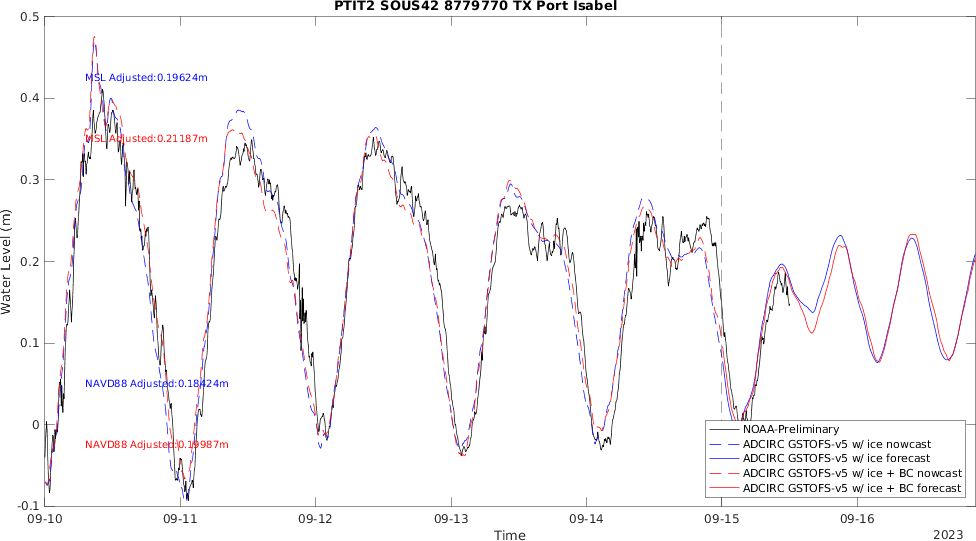 PTIT2 SOUS42 8779770 TX Port Isabel
0.5
0.4
0.3
0.2
0.1
0
-0.1
Water Level (m)
MSL Adjusted:0.19624m
MSL Adjusted:0.21187m
NAVD88 Adjusted:0.18424m
NAVD88 Adjusted:0.19987m
NOAA-Preliminary
ADCIRC GSTOFS-v5 w/ ice nowcast
ADCIRC GSTOFS-v5 w/ ice forecast
ADCIRC GSTOFS-v5 w/ ice + BC nowcast
ADCIRC GSTOFS-v5 w/ ice + BC forecast
09-10 09-11 09-12 09-13 09-14 09-15 09-16
Time
2023